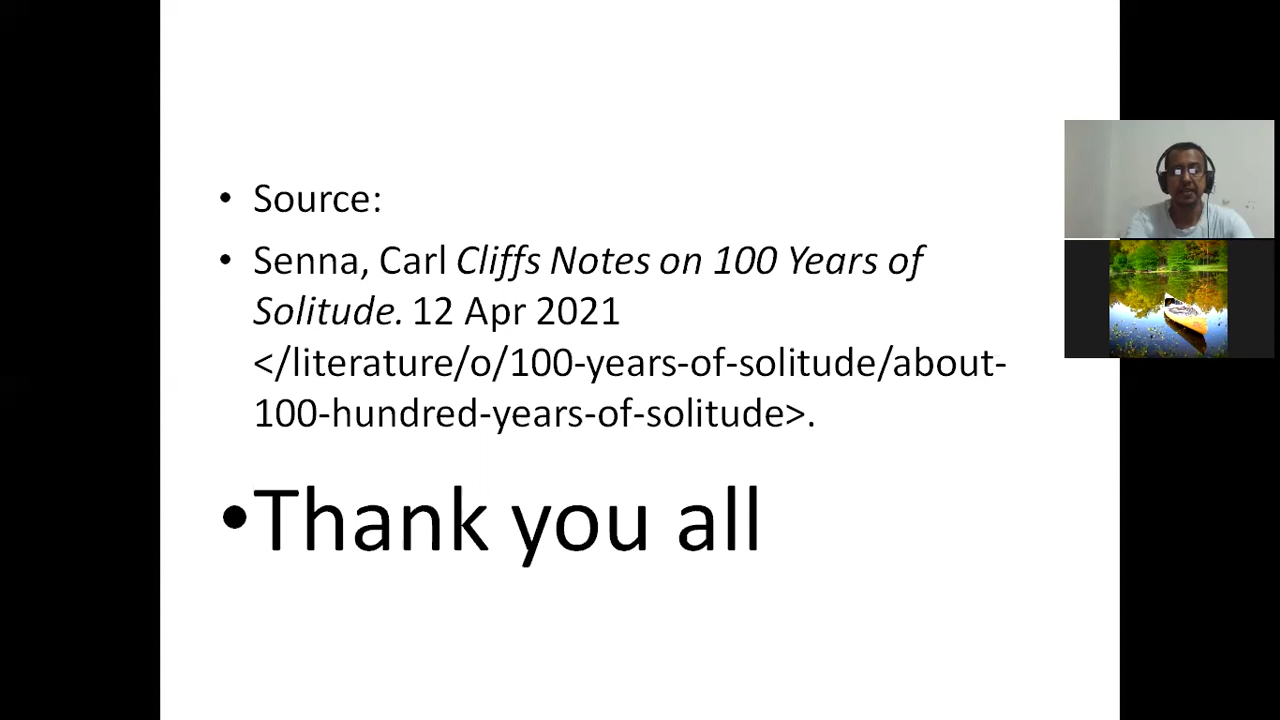 • Source:
• Senna, Carl Cliffs Notes on 100 Years of
Solitude. 12 Apr 2021
</literature/o/100-years-of-solitude/about-
100-hundred-years-of-solitude>.
•Thank you all